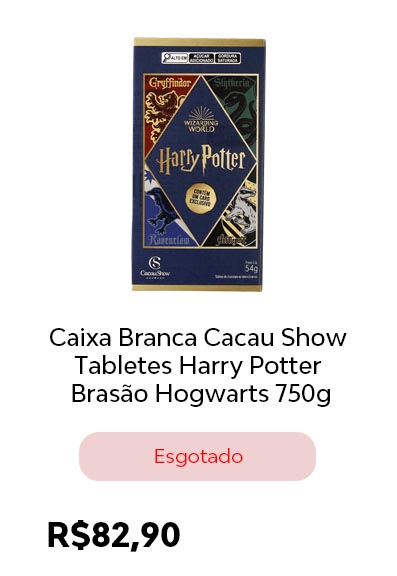 ALTO EM AÇÚCAR ADICIONADO GORDURA SATURADA
Gryffindor Slytherin
WIZARDING
WORLD
Harry Potter
CONTÉM
UM CARD
EXCLUSIVO
Ravenclaw
54g
CacauShow
Caixa Branca Cacau Show
Tabletes Harry Potter
Brasão Hogwarts 750g
Esgotado
R$82,90